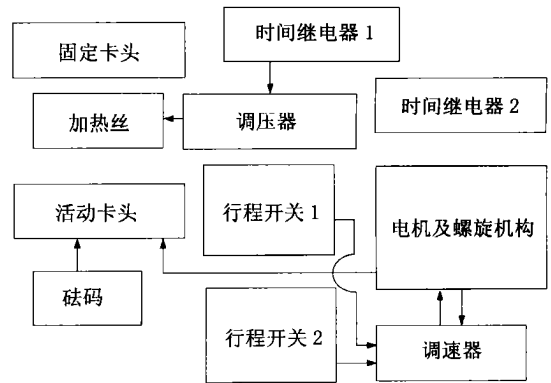 时间继电器 1
固定卡头
加热丝
调压器
时间继电器 2
活动卡头
行程开关 1
电机及螺旋机构
砝码
行程开关 2
调速器